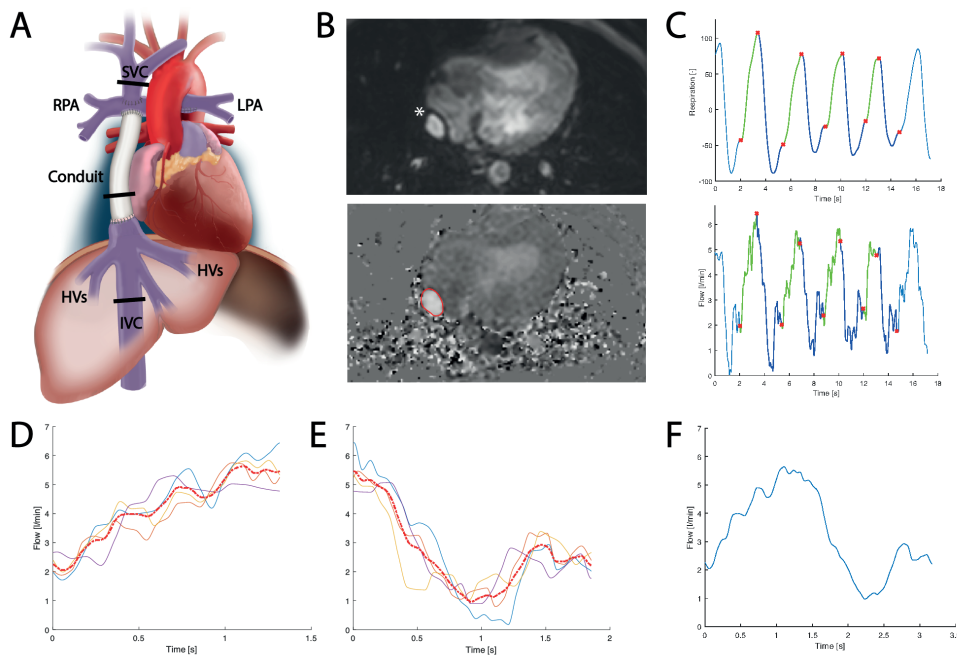 A
SVC
RPA
LPA
Conduit
HVs
HVs
IVC
B
*
C
Respiration [-]
100
50
0
-50
-100
0 2 4 6 8 10 12 14 16 18
Time [s]
Flow [l/min]
6
5
4
3
2
1
0
0 2 4 6 8 10 12 14 16 18
Time [s]
D
Flow [l/min]
7
6
5
4
3
2
1
0
0 0.5 1 1.5
Time [s]
E
Flow [l/min]
7
6
5
4
3
2
1
0
0 0.5 1 1.5 2
Time [s]
F
Flow [l/min]
7
6
5
4
3
2
1
0
0 0.5 1 1.5 2 2.5 3 3.5
Time [s]